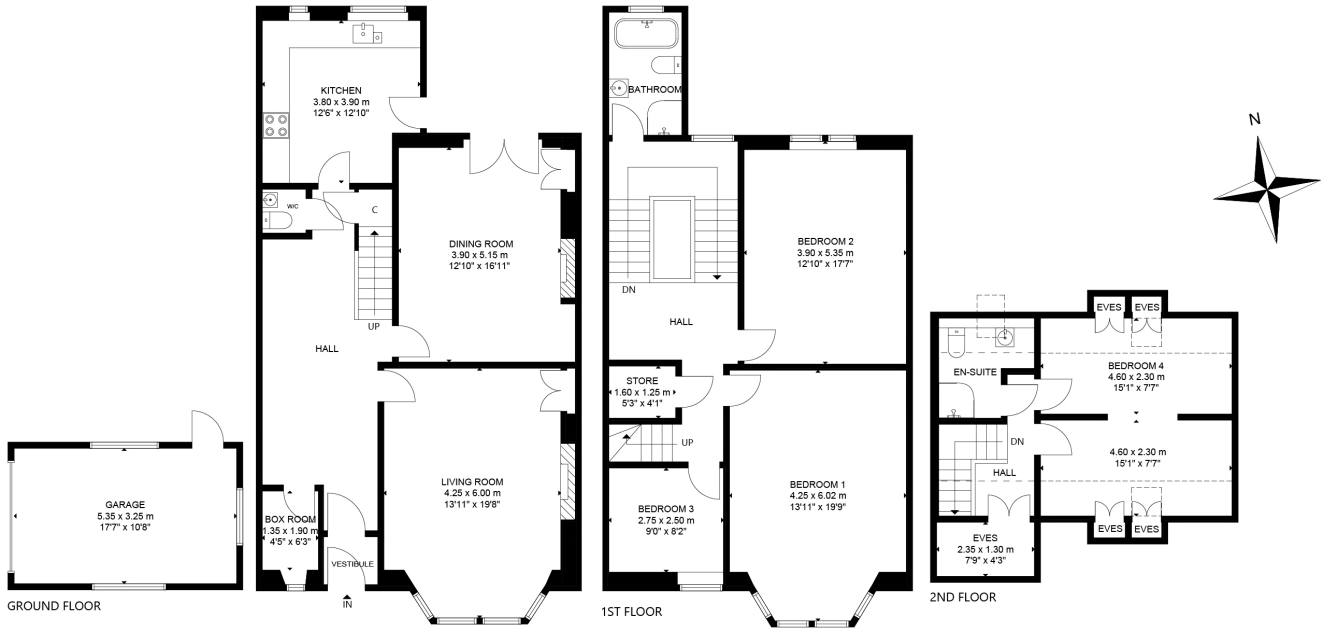 KITCHEN
3.80 x 3.90 m
12'6" x 12'10"
W/C
C
DINING ROOM
3.90 x 5.15 m
12'10" x 16'11"
UP
HALL
LIVING ROOM
4.25 x 6.00 m
13'11" x 19'8"
BOX ROOM
1.35 x 1.90 m
4'5" x 6'3"
VESTIBULE
IN
GARAGE
5.35 x 3.25 m
17'7" x 10'8"
GROUND FLOOR
BATHROOM
DN
HALL
BEDROOM 2
3.90 x 5.35 m
12'10" x 17'7"
STORE
1.60 x 1.25 m
5'3" x 4'1"
UP
BEDROOM 3
2.75 x 2.50 m
9'0" x 8'2"
BEDROOM 1
4.25 x 6.02 m
13'11" x 19'9"
1ST FLOOR
N
EVES
EVES
EN-SUITE
BEDROOM 4
4.60 x 2.30 m
15'1" x 7'7"
DN
HALL
4.60 x 2.30 m
15'1" x 7'7"
EVES
EVES
EVES
2.35 x 1.30 m
7'9" x 4'3"
2ND FLOOR